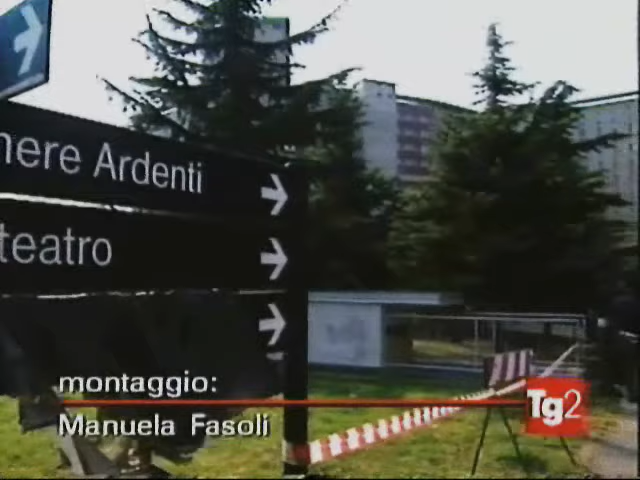 nere Ardenti
teatro
montaggio:
Manuela Fasoli
Tg2